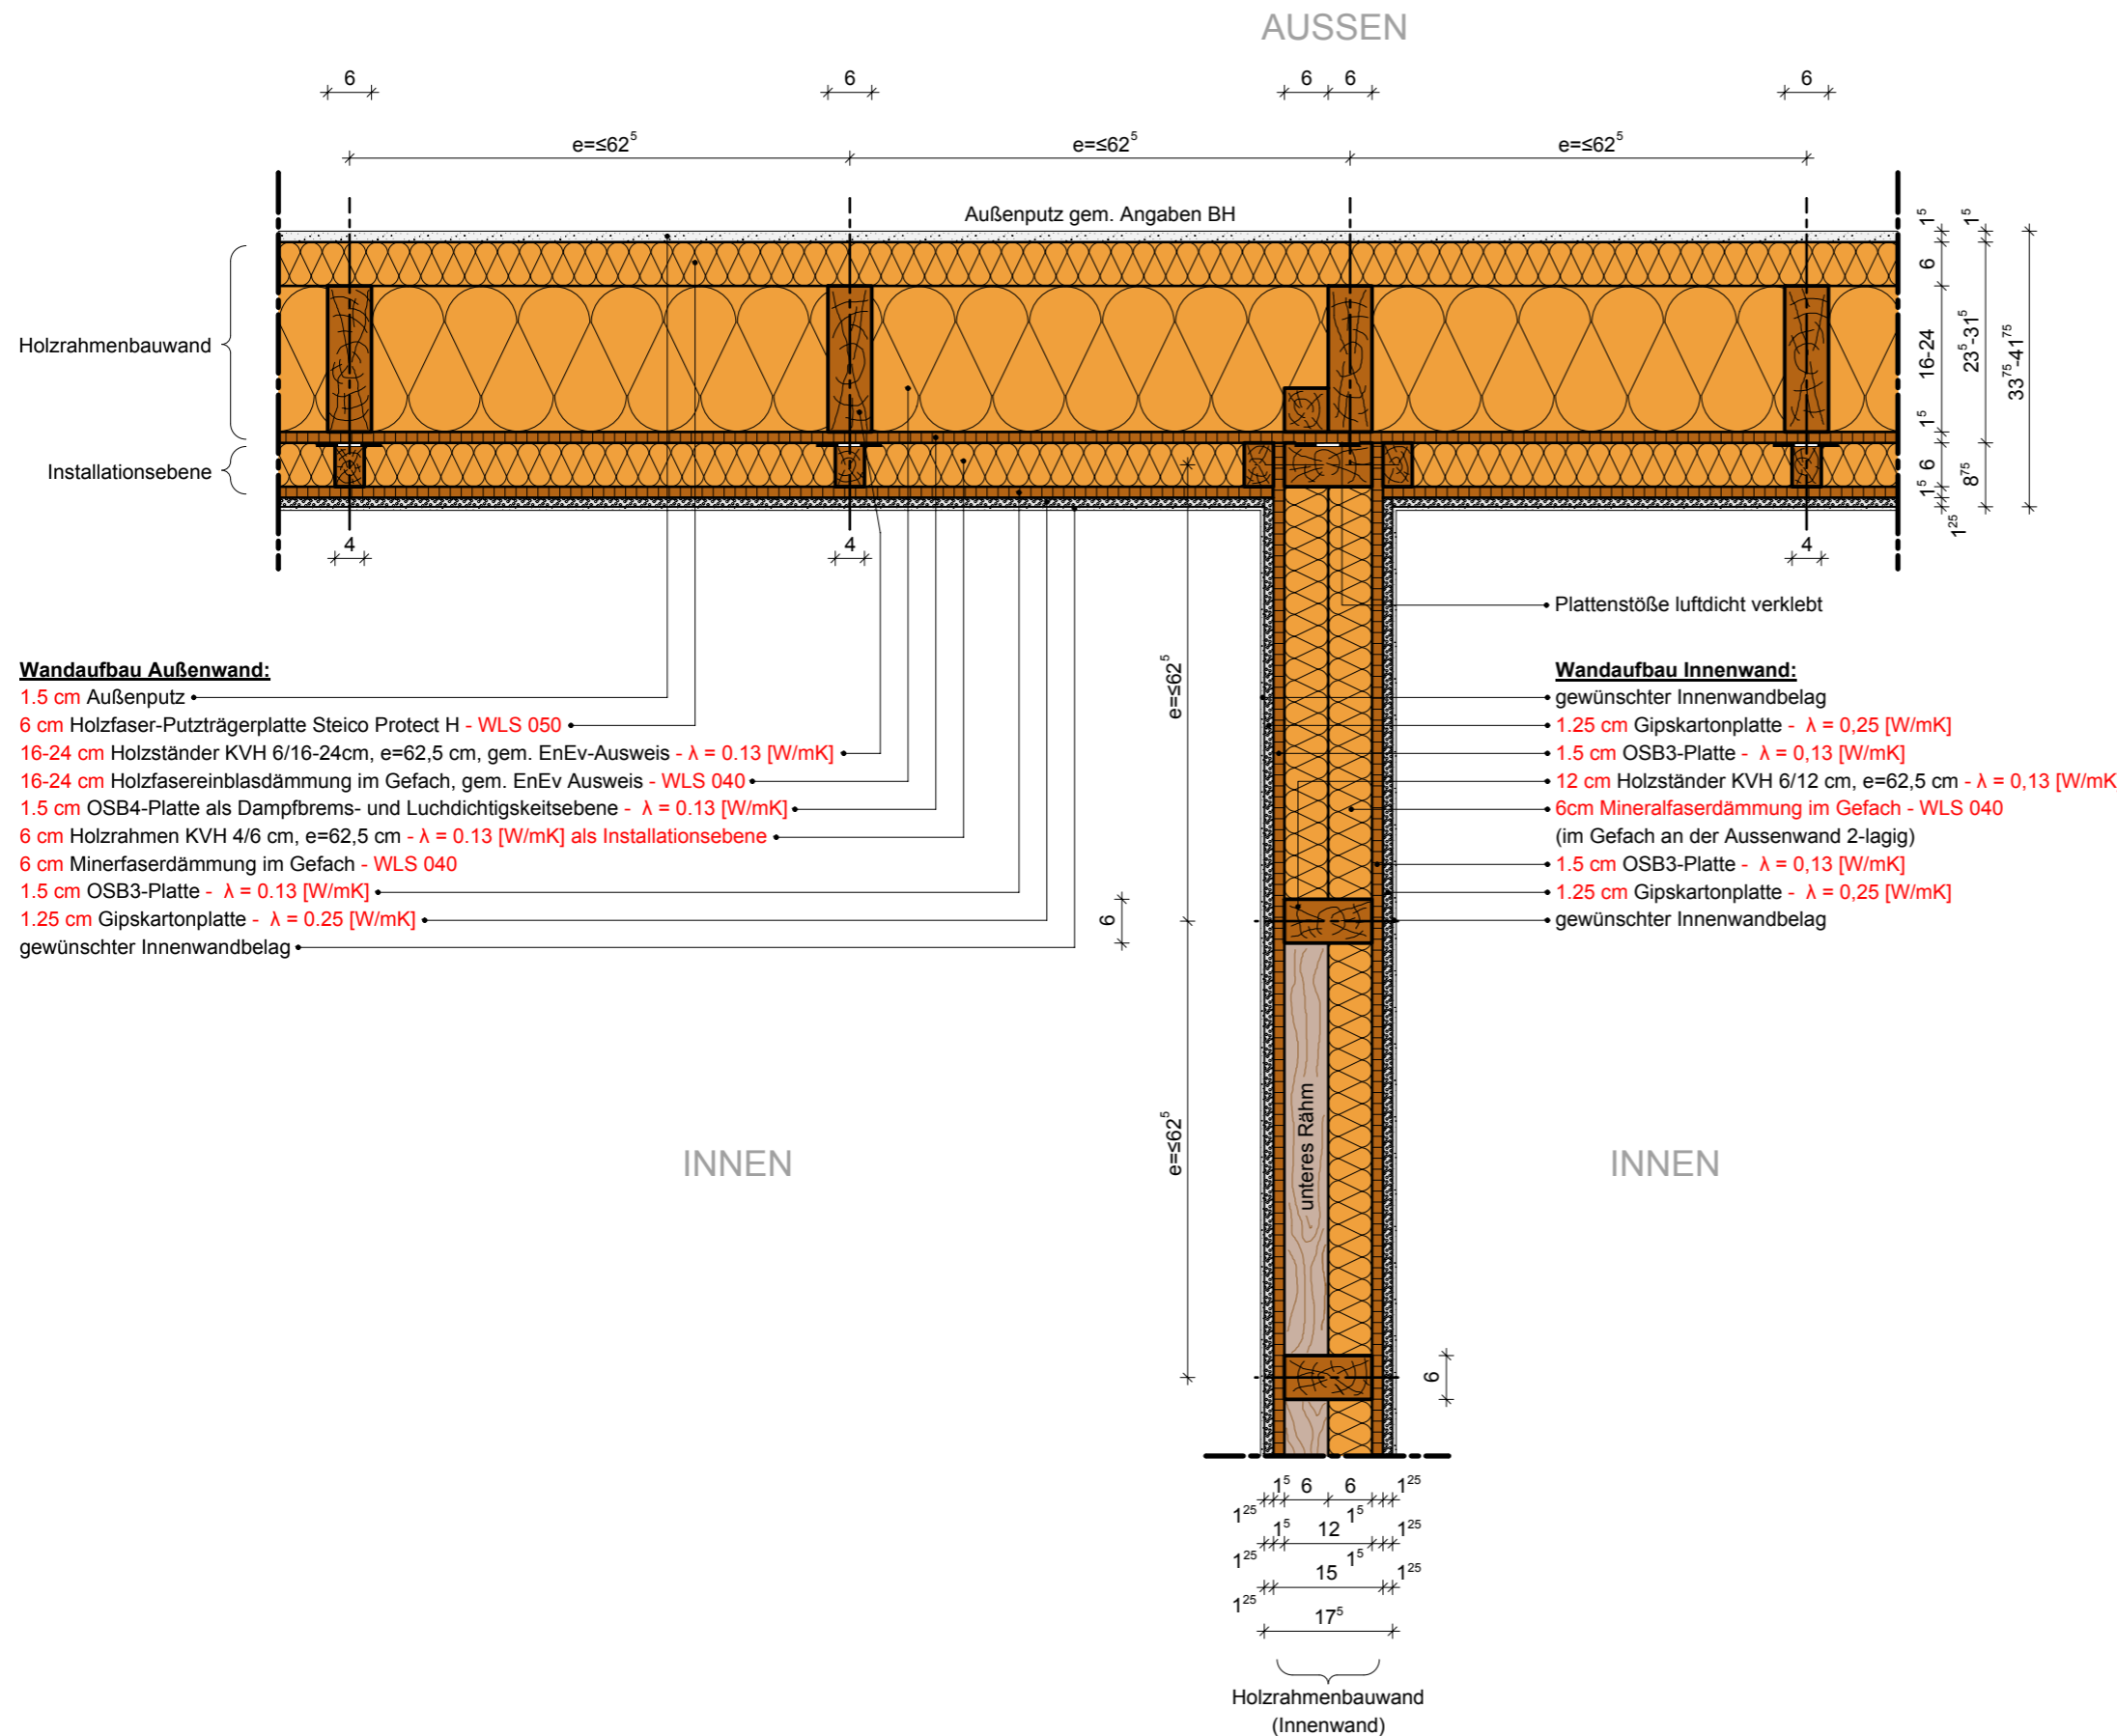 AUSSEN
6 6 6 6 6
e=≤62⁵ e=≤62⁵ e=≤62⁵
Außenputz gem. Angaben BH
1⁵ 1⁵
6
16-24 23⁵-31⁵ 33⁷⁵-41⁷⁵
1⁵
6 8⁷⁵
1⁵
1²⁵
Holzrahmenbauwand
Installationsebene
4 4 4
Plattenstöße luftdicht verklebt
Wandaufbau Außenwand:
1.5 cm Außenputz
6 cm Holzfaser-Putzträgerplatte Steico Protect H - WLS 050
16-24 cm Holzständer KVH 6/16-24cm, e=62,5 cm, gem. EnEv-Ausweis - λ = 0.13 [W/mK]
16-24 cm Holzfasereinblasdämmung im Gefach, gem. EnEv Ausweis - WLS 040
1.5 cm OSB4-Platte als Dampfbrems- und Luchdichtigskeitsebene - λ = 0.13 [W/mK]
6 cm Holzrahmen KVH 4/6 cm, e=62,5 cm - λ = 0.13 [W/mK] als Installationsebene
6 cm Minerfaserdämmung im Gefach - WLS 040
1.5 cm OSB3-Platte - λ = 0.13 [W/mK]
1.25 cm Gipskartonplatte - λ = 0.25 [W/mK]
gewünschter Innenwandbelag
e=≤62⁵
6
e=≤62⁵
unteres Rähm
6
Wandaufbau Innenwand:
gewünschter Innenwandbelag
1.25 cm Gipskartonplatte - λ = 0,25 [W/mK]
1.5 cm OSB3-Platte - λ = 0,13 [W/mK]
12 cm Holzständer KVH 6/12 cm, e=62,5 cm - λ = 0,13 [W/mK
6cm Mineralfaserdämmung im Gefach - WLS 040
(im Gefach an der Aussenwand 2-lagig)
1.5 cm OSB3-Platte - λ = 0,13 [W/mK]
1.25 cm Gipskartonplatte - λ = 0,25 [W/mK]
gewünschter Innenwandbelag
INNEN INNEN
1⁵ 6 6 1²⁵
1²⁵ 1⁵
1⁵ 12 1²⁵
1²⁵ 1⁵
15 1²⁵
1²⁵
17⁵
Holzrahmenbauwand
(Innenwand)